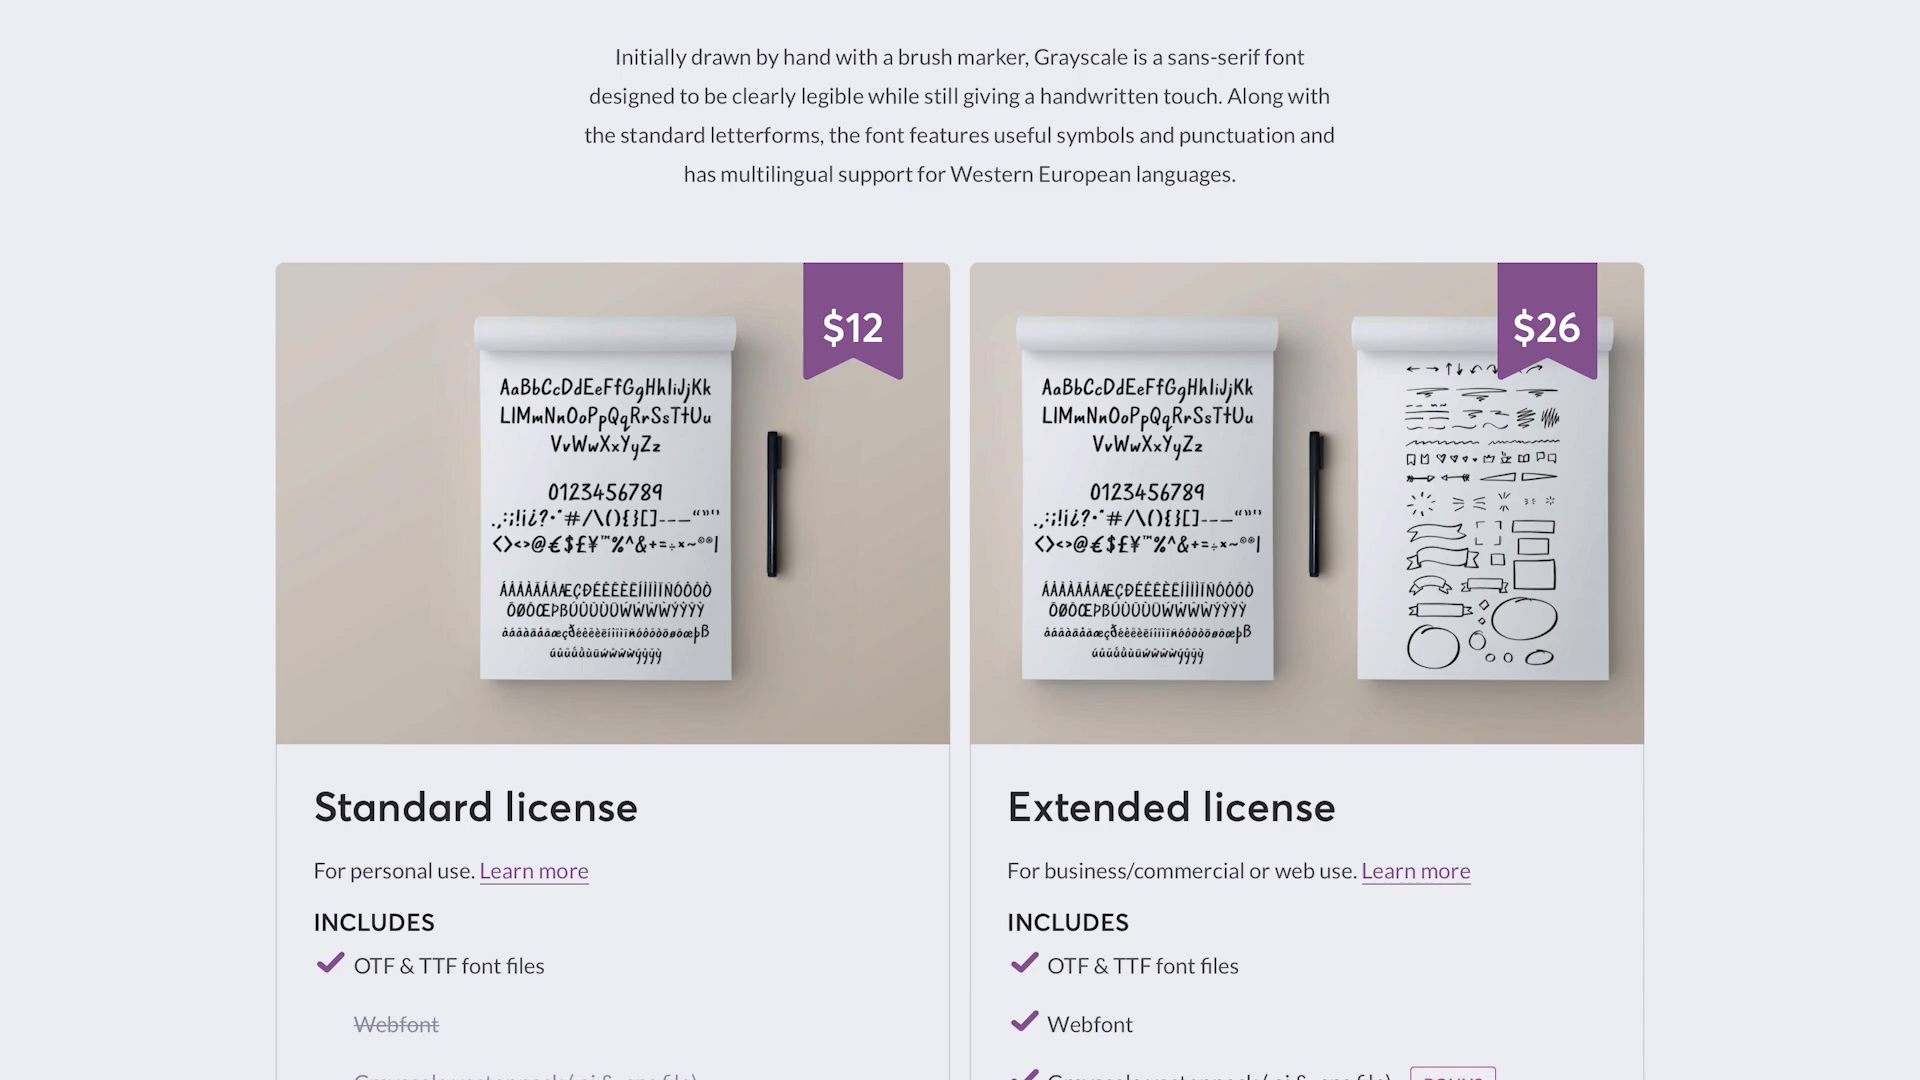 Initially drawn by hand with a brush marker, Grayscale is a sans-serif font
designed to be clearly legible while still giving a handwritten touch. Along with
the standard letterforms, the font features useful symbols and punctuation and
has multilingual support for Western European languages.
$12
AaBbCcDdEeFfGgHhIiJjKk
LlMmNnOoPpQqRrSsTtUu
VvWwXxYyZz
0123456789
Standard license
For personal use. Learn more
INCLUDES
OTF & TTF font files
Webfont
$26
AaBbCcDdEeFfGgHhIiJjKk
LlMmNnOoPpQqRrSsTtUu
VvWwXxYyZz
0123456789
Extended license
For business/commercial or web use. Learn more
INCLUDES
OTF & TTF font files
Webfont